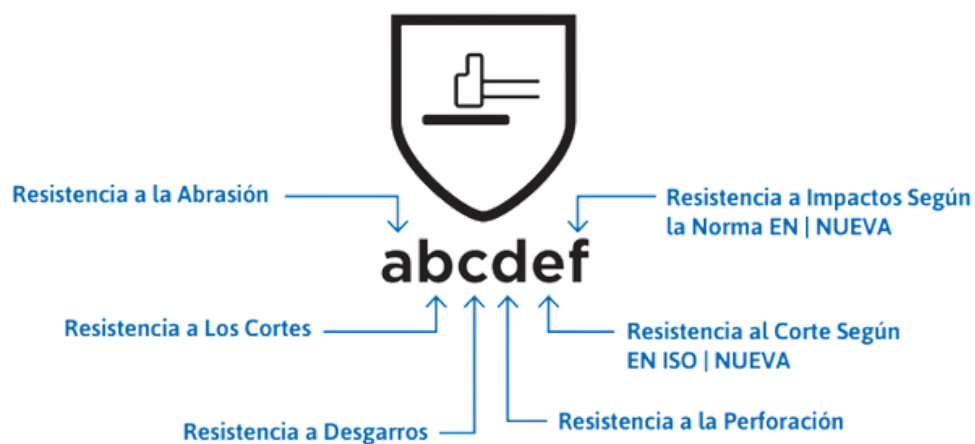 Resistencia a la Abrasión
Resistencia a Impactos Según
la Norma EN | NUEVA
abcdef
Resistencia a Los Cortes
Resistencia al Corte Según
EN ISO | NUEVA
Resistencia a Desgarros
Resistencia a la Perforación